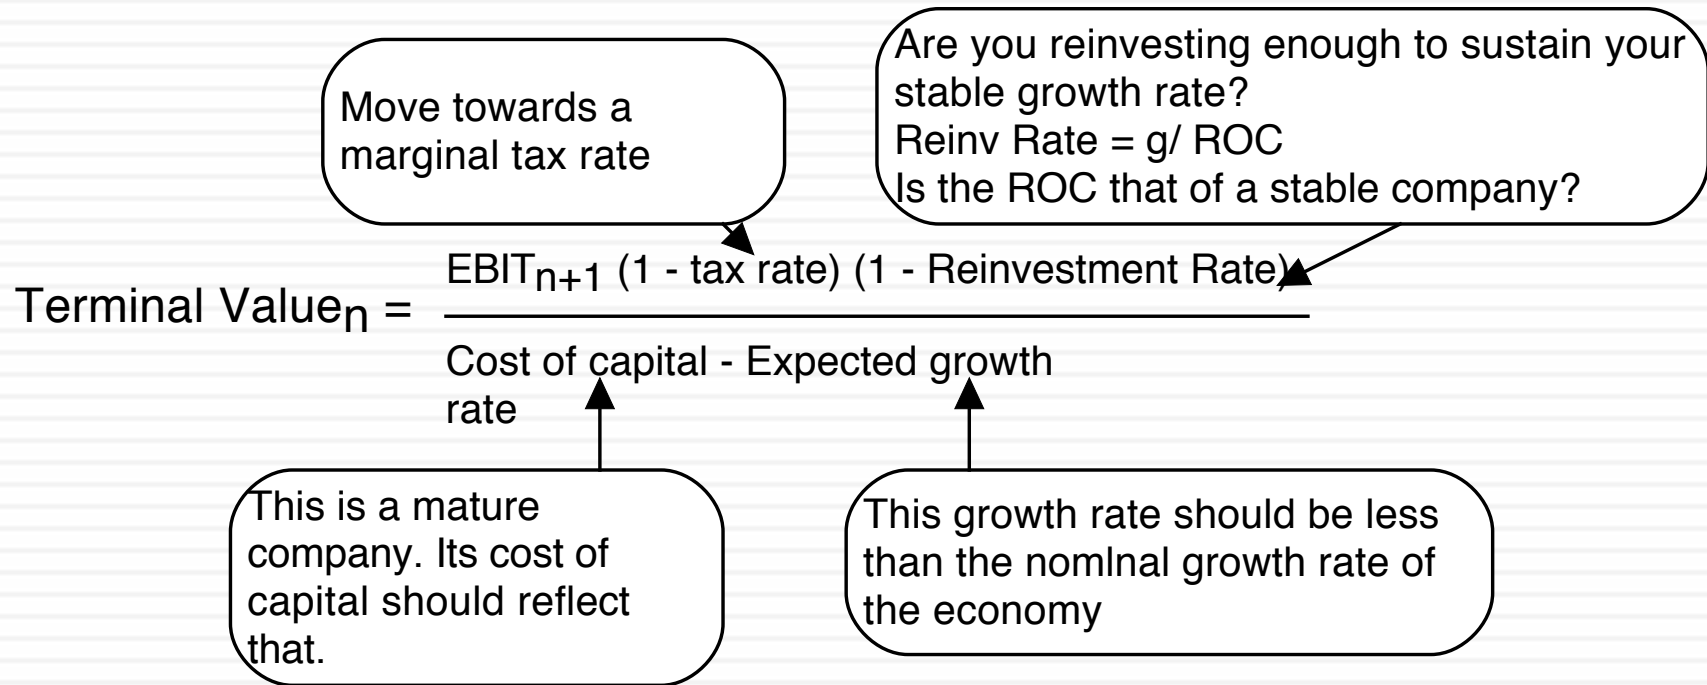 Move towards a
marginal tax rate
Are you reinvesting enough to sustain your
stable growth rate?
Reinv Rate = g/ ROC
Is the ROC that of a stable company?
Terminal Valuen =
EBITn+1 (1 - tax rate) (1 - Reinvestment Rate)
Cost of capital - Expected growth
rate
This is a mature
company. Its cost of
capital should reflect
that.
This growth rate should be less
than the nomInal growth rate of
the economy